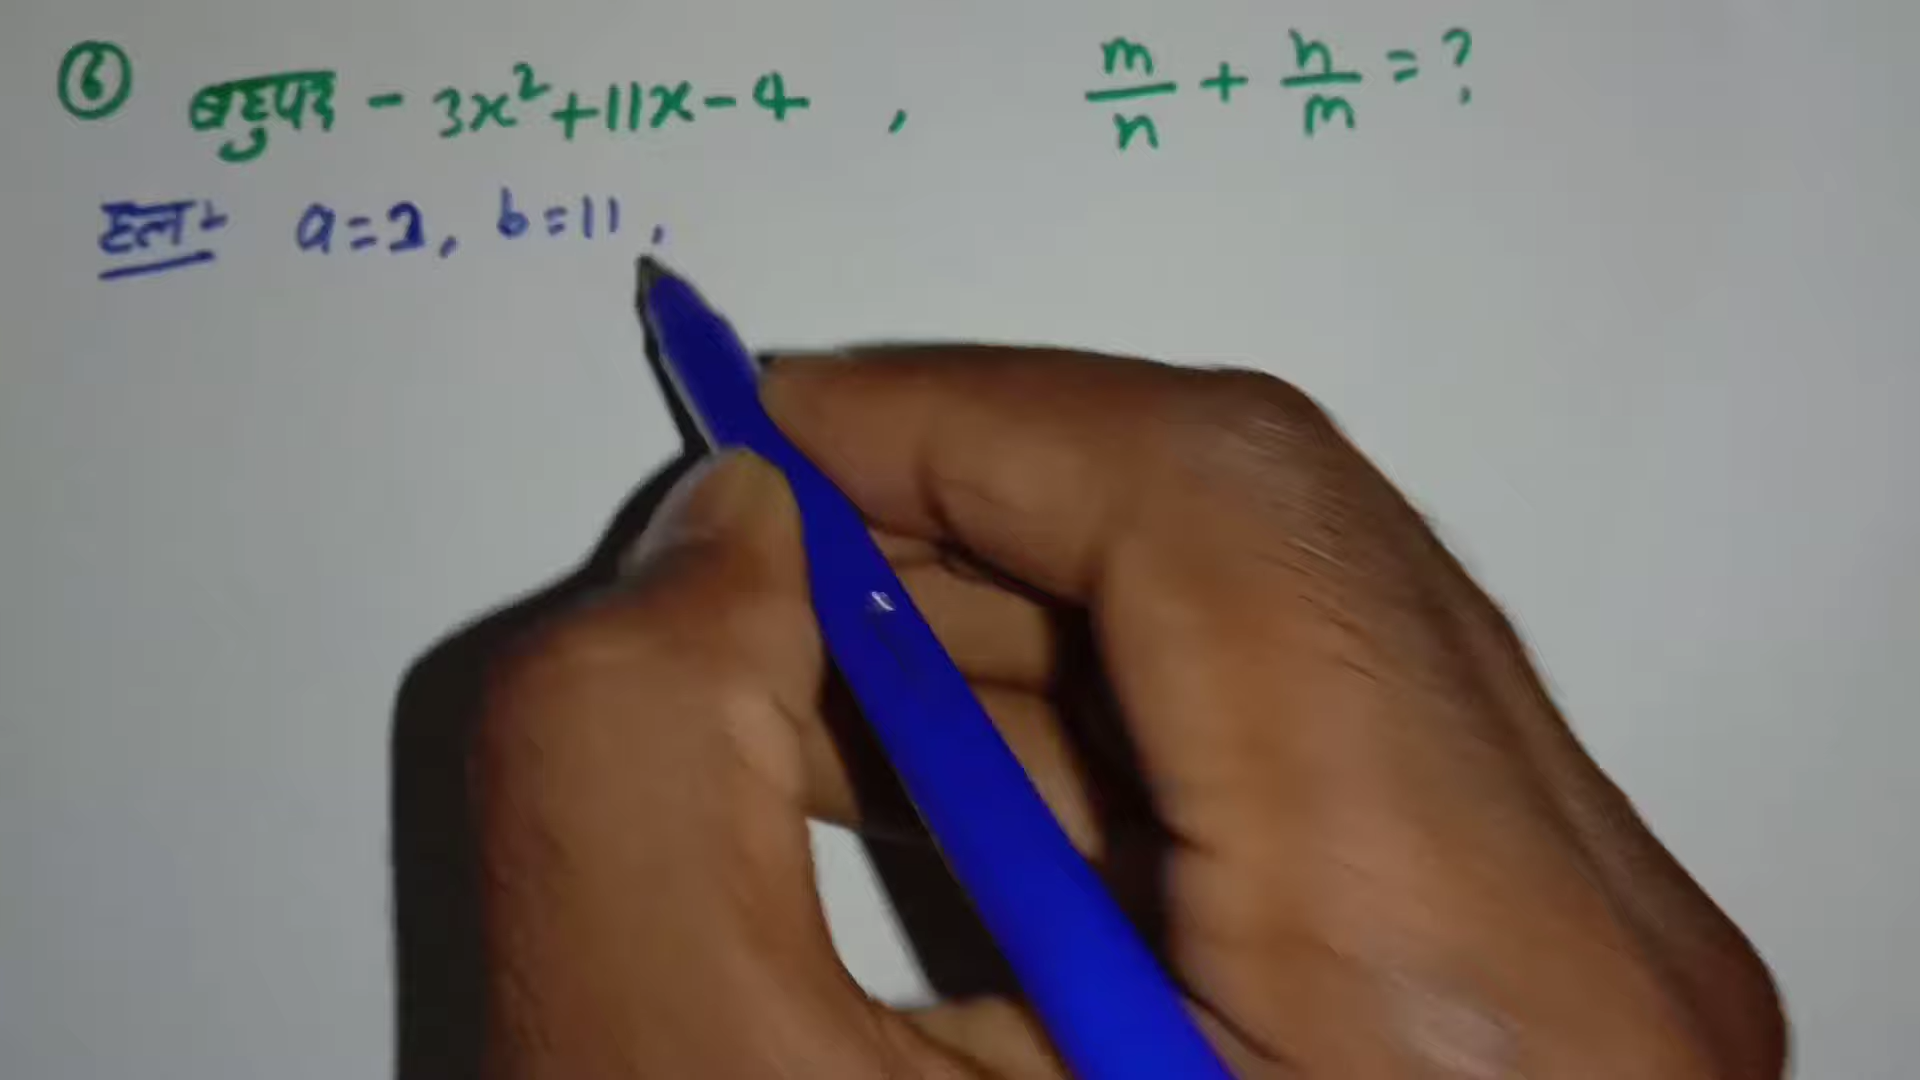 ⑥ बहुपद - 3x²+11x-4 , m/n + n/m = ?
हल:- a=3, b=11,